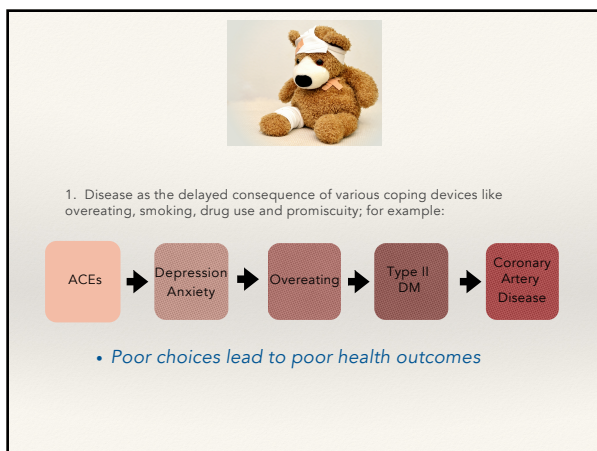 1. Disease as the delayed consequence of various coping devices like
overeating, smoking, drug use and promiscuity; for example:
ACEs
Depression
Anxiety
Overeating
Type II
DM
Coronary
Artery
Disease
• Poor choices lead to poor health outcomes